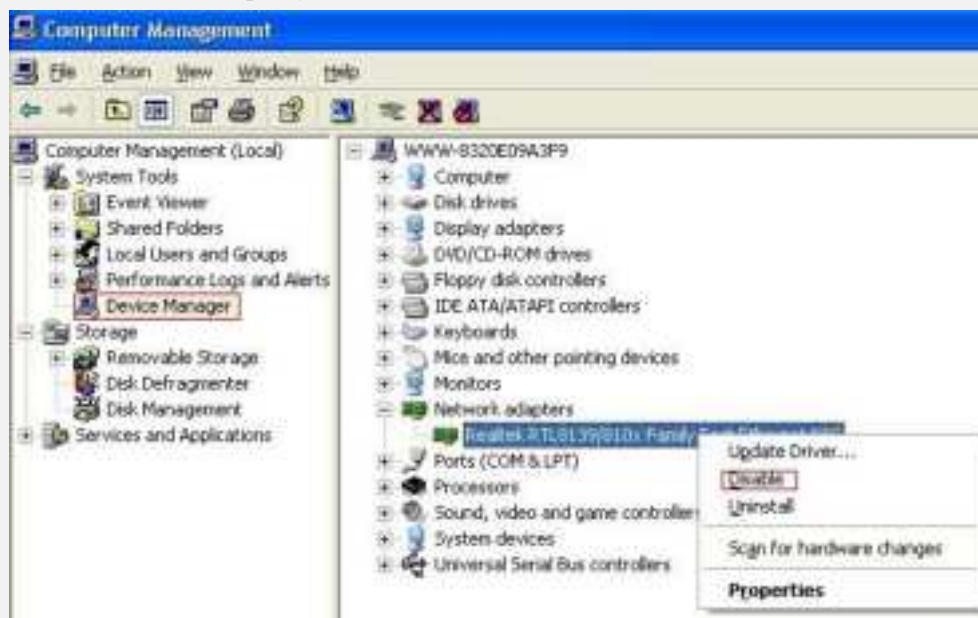 Computer Management
File Action View Window Help
Computer Management (Local)
System Tools
Event Viewer
Shared Folders
Local Users and Groups
Performance Logs and Alerts
Device Manager
Storage
Removable Storage
Disk Defragmenter
Disk Management
Services and Applications
WWW-8320E09A3F9
Computer
Disk drives
Display adapters
DVD/CD-ROM drives
Floppy disk controllers
IDE ATA/ATAPI controllers
Keyboards
Mice and other pointing devices
Monitors
Network adapters
Realtek RTL8139/810x Family
Ports (COM & LPT)
Processors
Sound, video and game controller
System devices
Universal Serial Bus controllers
Update Driver...
Disable
Uninstall
Scan for hardware changes
Properties